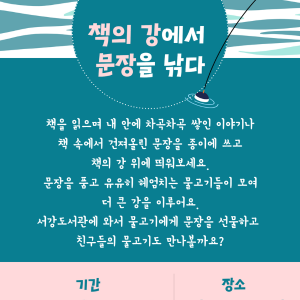 책의 강에서
문장을 낚다
책을 읽으며 내 안에 차곡차곡 쌓인 이야기나
책 속에서 건져올린 문장을 종이에 쓰고
책의 강 위에 띄워보세요.
문장을 품고 유유히 헤엄치는 물고기들이 모여
더 큰 강을 이루어요.
서강도서관에 와서 물고기에게 문장을 선물하고
친구들의 물고기도 만나볼까요?
기간
장소